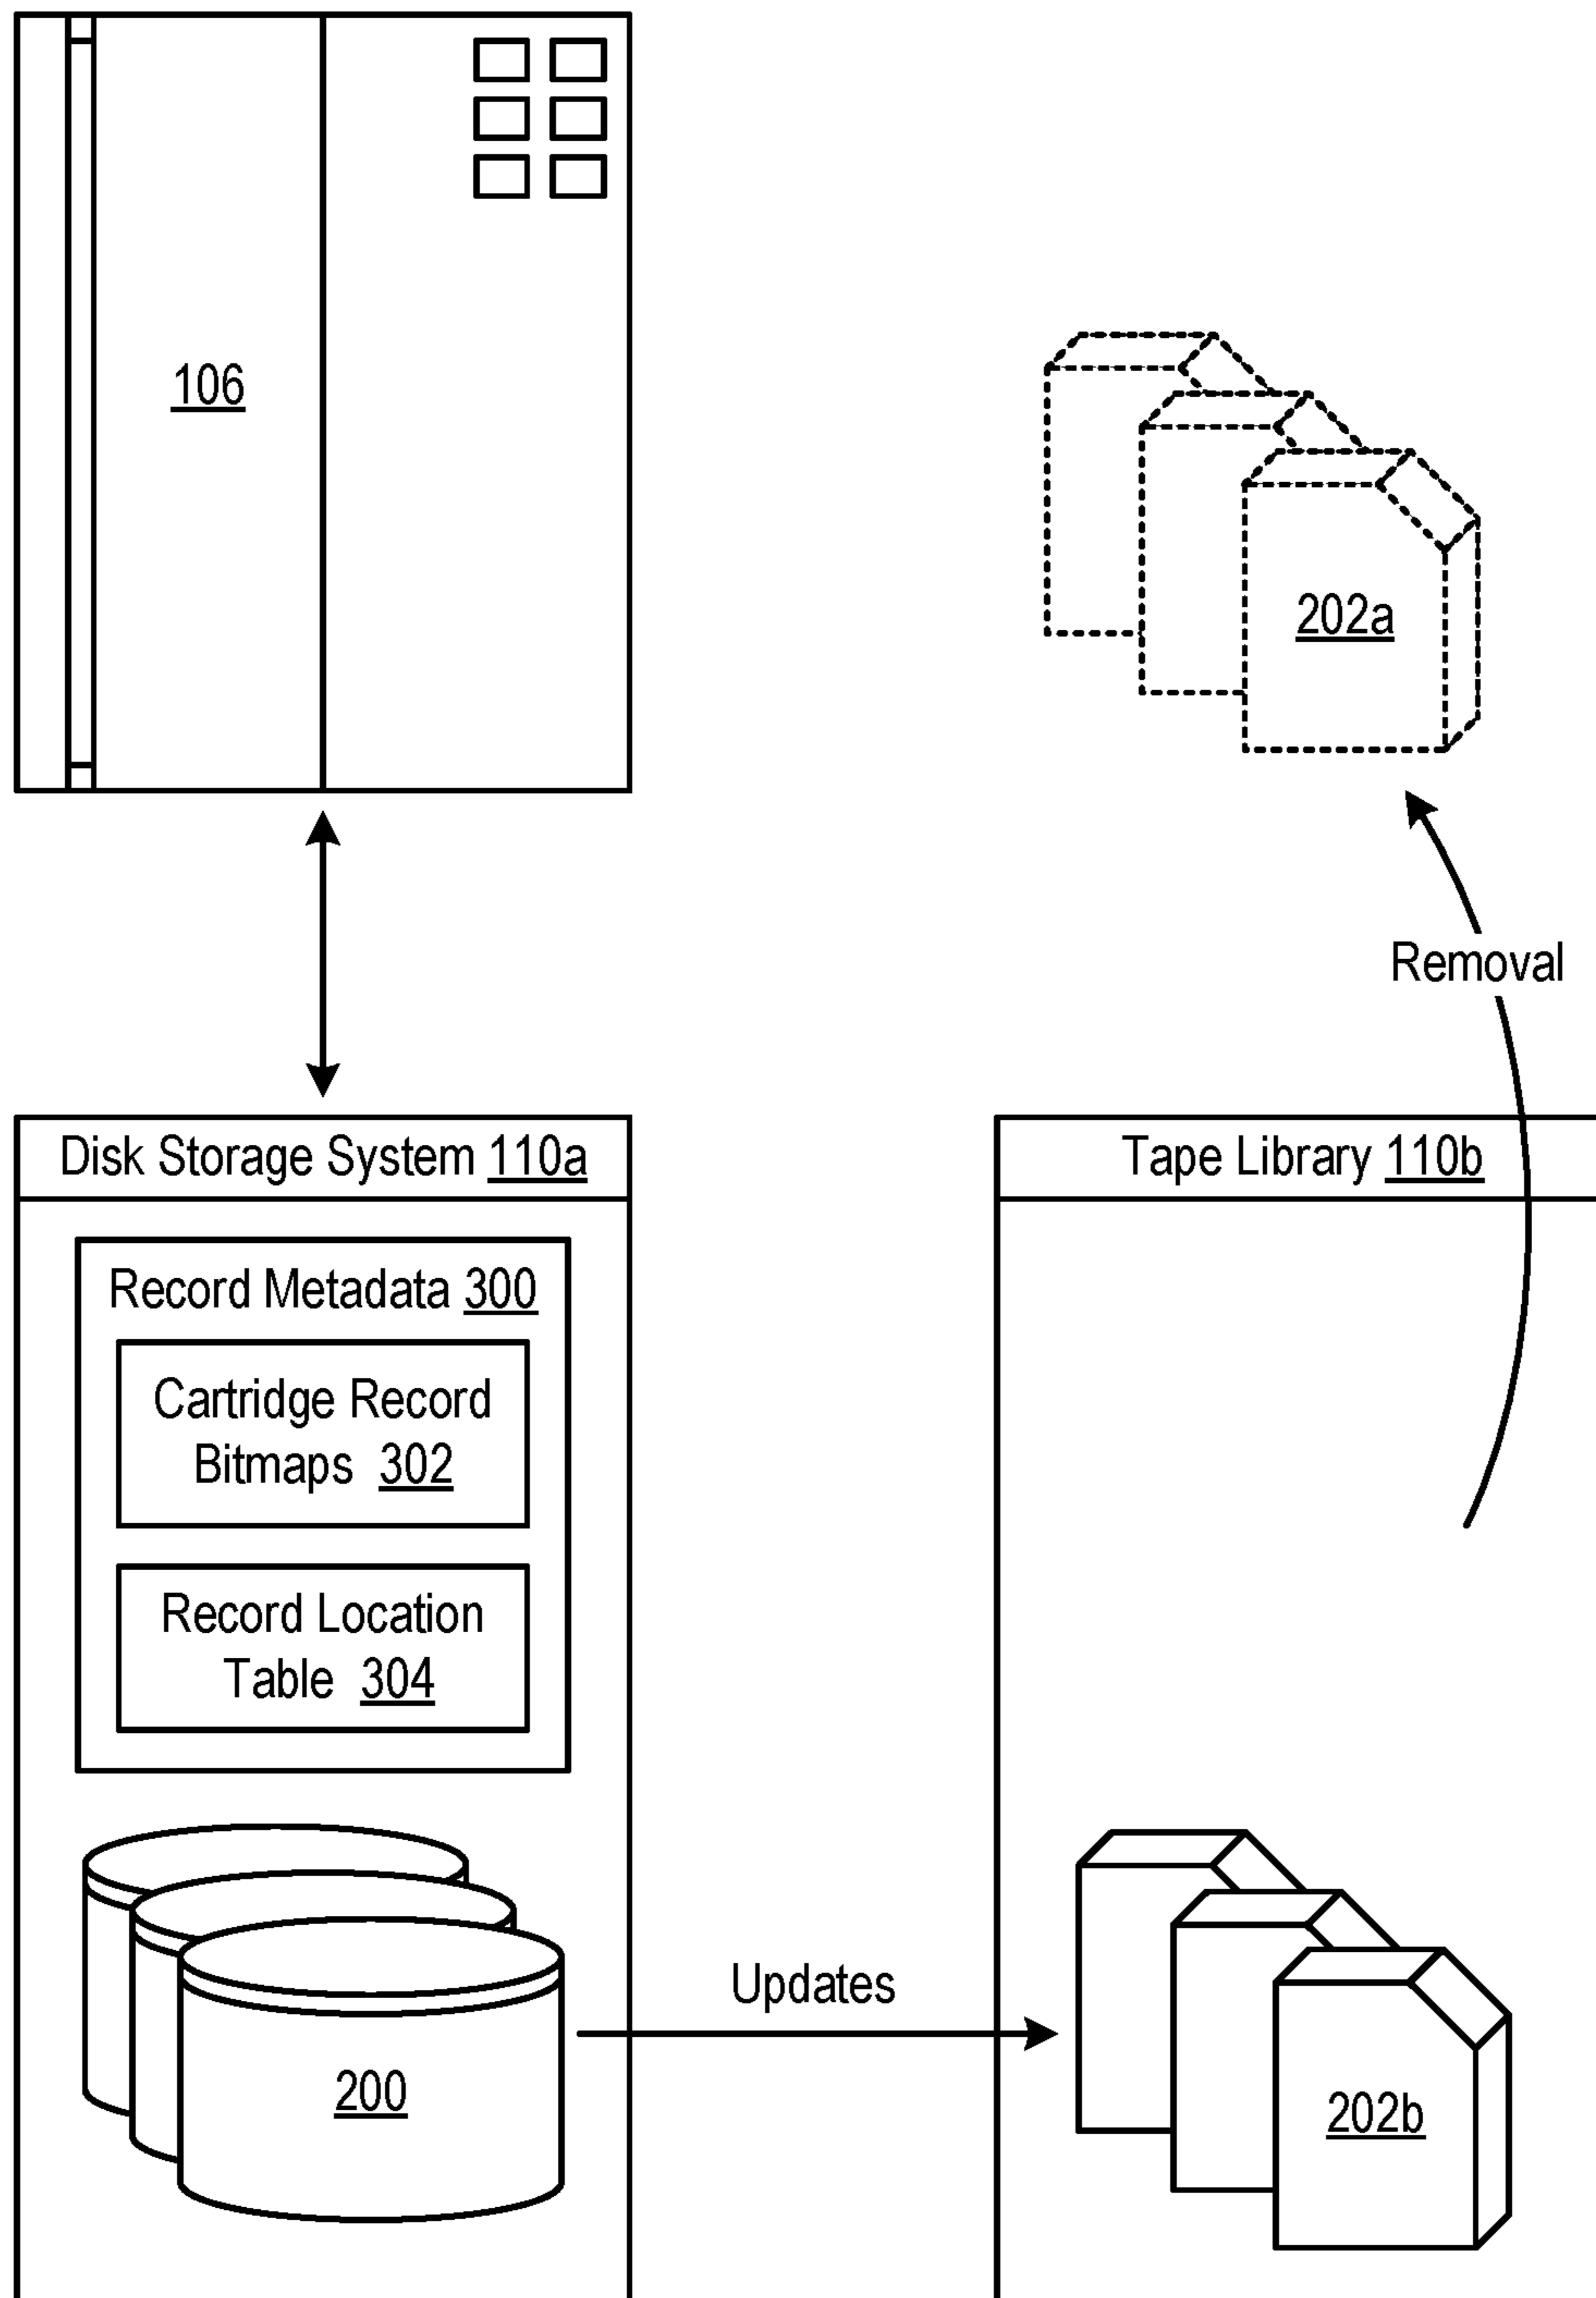 106
202a
Removal
Disk Storage System 110a
Tape Library 110b
Record Metadata 300
Cartridge Record
Bitmaps 302
Record Location
Table 304
Updates
200
202b